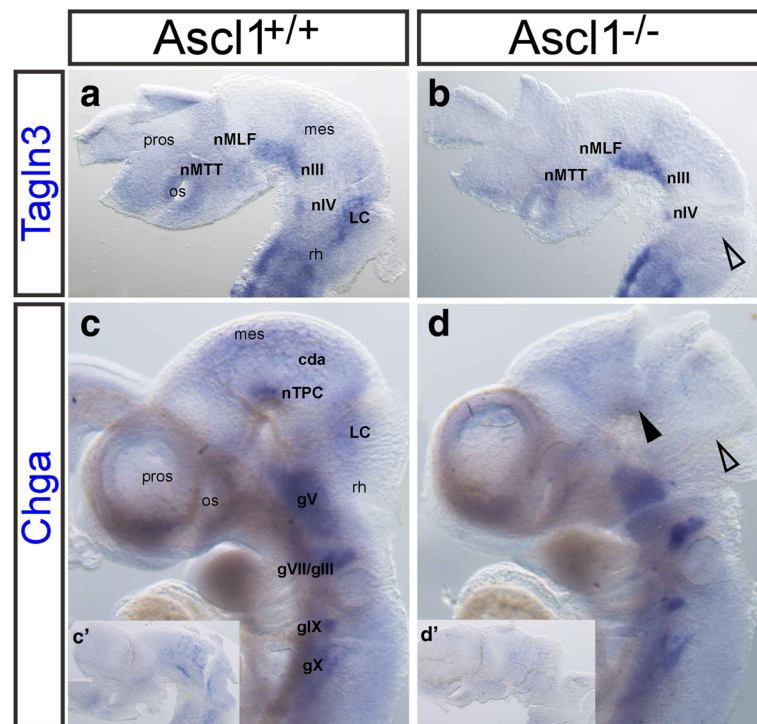 Ascl1+/+
Ascl1-/-
Tagln3
a
pros
nMLF
mes
nMTT
os
nIII
nIV
LC
rh
b
nMLF
nMTT
nIII
nIV
Chga
c
mes
cda
nTPC
LC
pros
os
rh
gV
gVII/gIII
gIX
gX
c'
d
d'